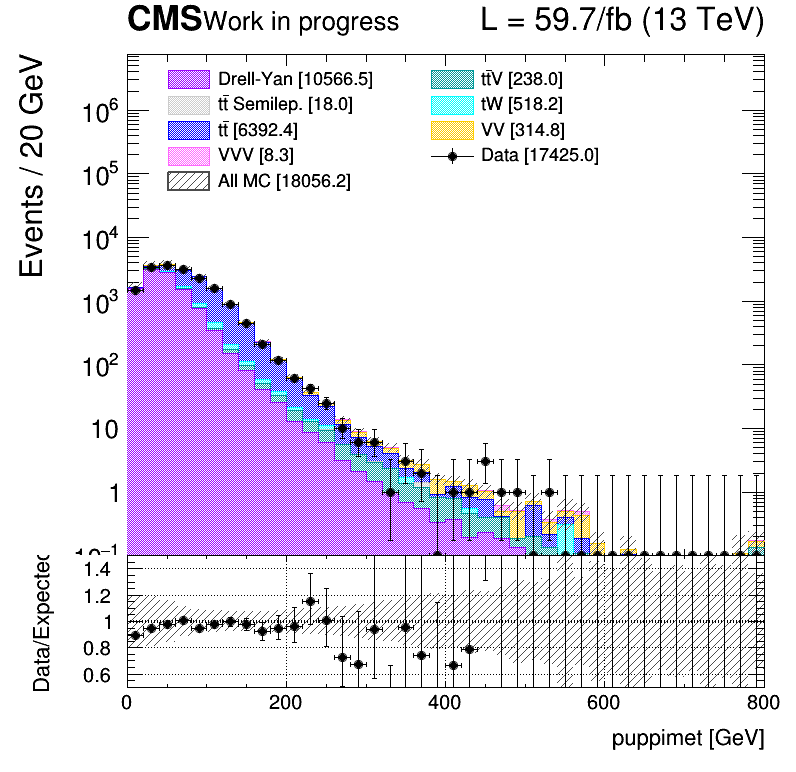 CMS Work in progress L = 59.7/fb (13 TeV)
Events / 20 GeV
Drell-Yan [10566.5]
tt̄ Semilep. [18.0]
tt̄ [6392.4]
VVV [8.3]
All MC [18056.2]
tt̄V [238.0]
tW [518.2]
VV [314.8]
Data [17425.0]
10⁶
10⁵
10⁴
10³
10²
10
1
10⁻¹
Data/Expected
1.4
1.2
1
0.8
0.6
0 200 400 600 800
puppimet [GeV]